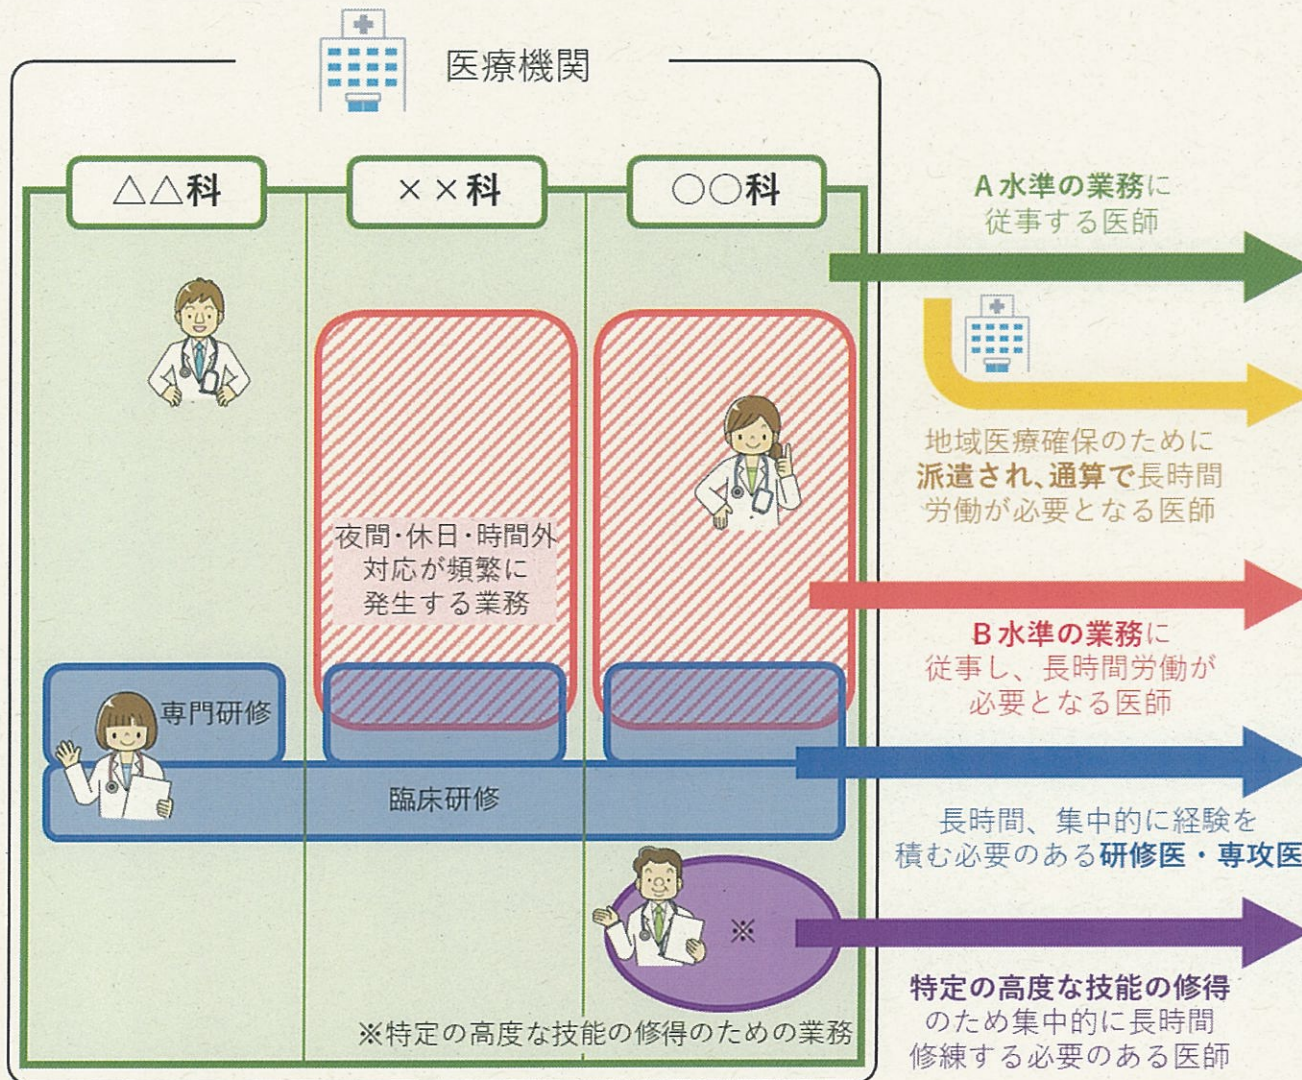 医療機関
△△科
××科
○○科
夜間・休日・時間外
対応が頻繁に
発生する業務
専門研修
臨床研修
※
※特定の高度な技能の修得のための業務
A水準の業務に
従事する医師
地域医療確保のために
派遣され、通算で長時間
労働が必要となる医師
B水準の業務に
従事し、長時間労働が
必要となる医師
長時間、集中的に経験を
積む必要のある研修医・専攻医
特定の高度な技能の修得
のため集中的に長時間
修練する必要のある医師